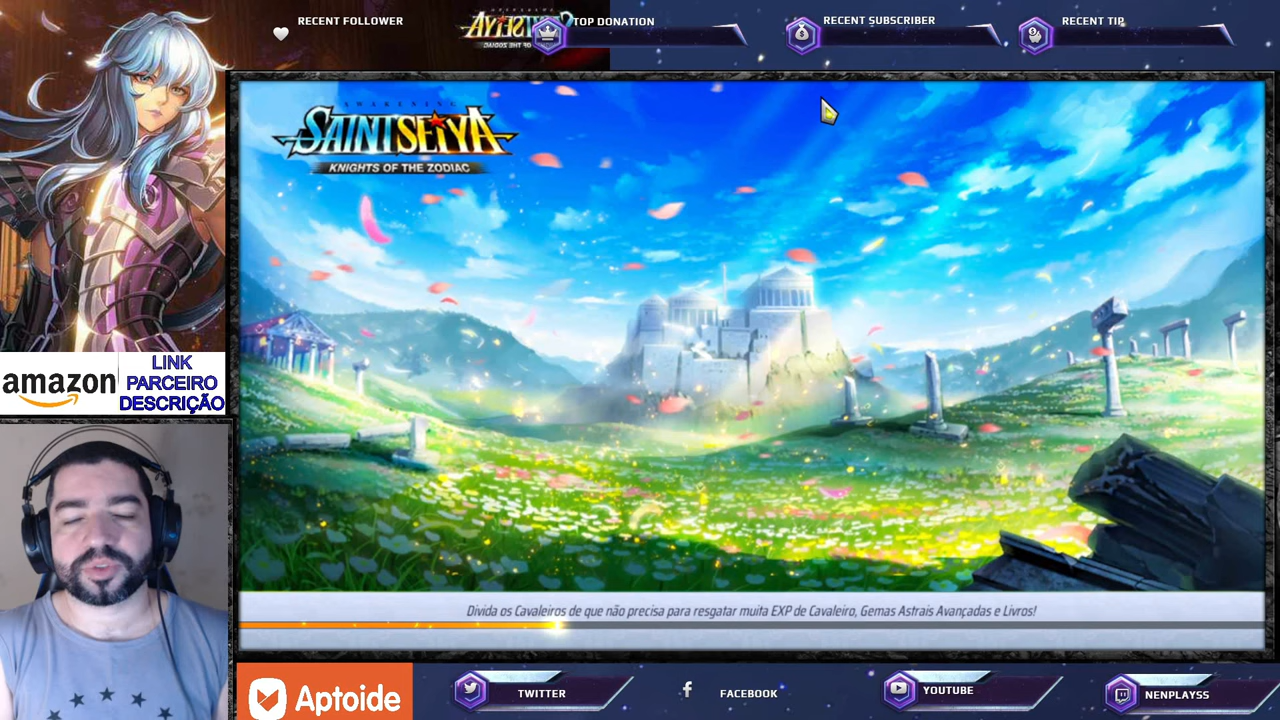 RECENT FOLLOWER
TOP DONATION
RECENT SUBSCRIBER
RECENT TIP
AWAKENING
SAINT SEIYA
KNIGHTS OF THE ZODIAC
amazon
LINK
PARCEIRO
DESCRIÇÃO
Divida os Cavaleiros de que não precisa para resgatar muita EXP de Cavaleiro, Gemas Astrais Avançadas e Livros!
Aptoide
TWITTER
FACEBOOK
YOUTUBE
NENPLAYSS